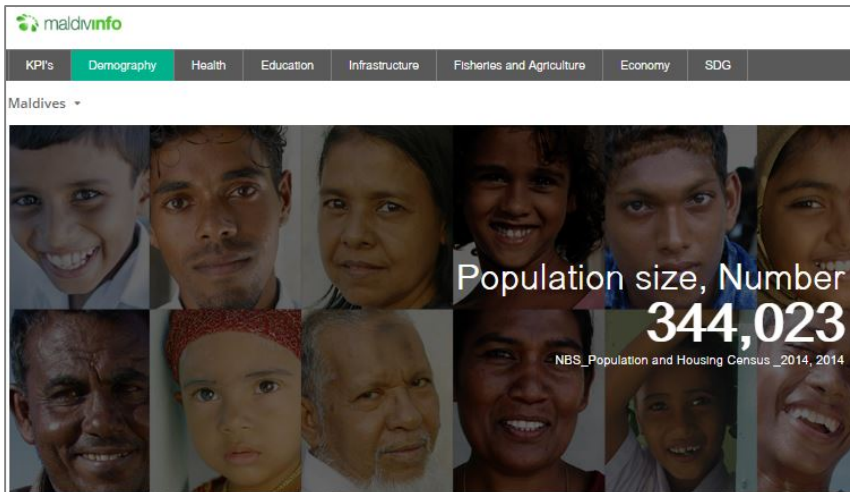 maldivinfo
KPI's Demography Health Education Infrastructure Fisheries and Agriculture Economy SDG
Maldives
Population size, Number
344,023
NBS_Population and Housing Census _2014, 2014